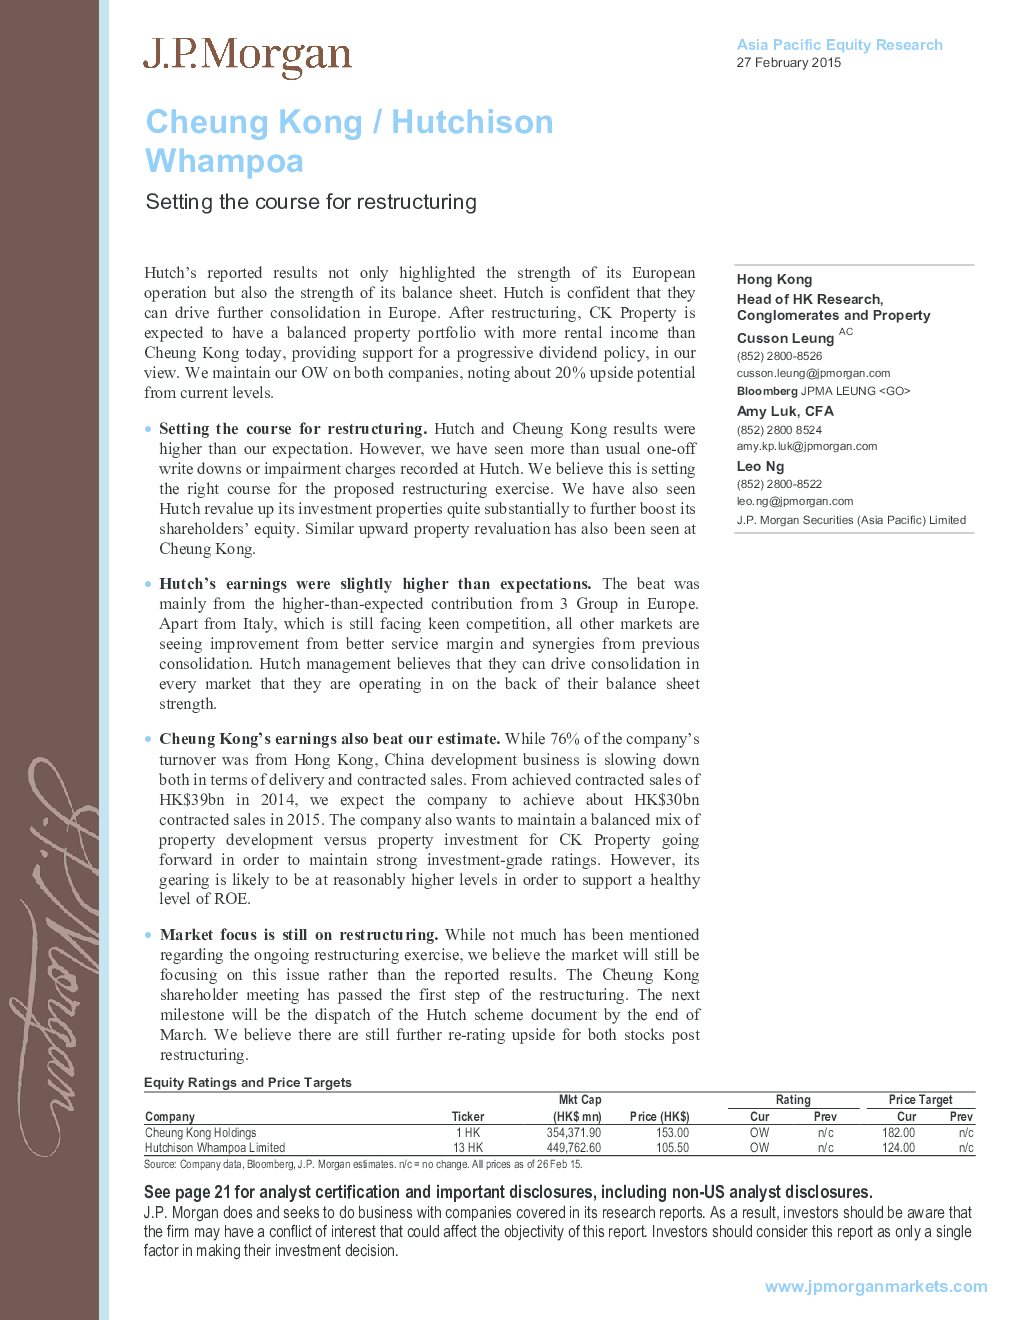 J.P.Morgan
Asia Pacific Equity Research
27 February 2015
Cheung Kong / Hutchison
Whampoa
Setting the course for restructuring
Hutch's reported results not only highlighted the strength of its European
operation but also the strength of its balance sheet. Hutch is confident that they
can drive further consolidation in Europe. After restructuring, CK Property is
expected to have a balanced property portfolio with more rental income than
Cheung Kong today, providing support for a progressive dividend policy, in our
view. We maintain our OW on both companies, noting about 20% upside potential
from current levels.
• Setting the course for restructuring. Hutch and Cheung Kong results were
higher than our expectation. However, we have seen more than usual one-off
write downs or impairment charges recorded at Hutch. We believe this is setting
the right course for the proposed restructuring exercise. We have also seen
Hutch revalue up its investment properties quite substantially to further boost its
shareholders' equity. Similar upward property revaluation has also been seen at
Cheung Kong.
• Hutch's earnings were slightly higher than expectations. The beat was
mainly from the higher-than-expected contribution from 3 Group in Europe.
Apart from Italy, which is still facing keen competition, all other markets are
seeing improvement from better service margin and synergies from previous
consolidation. Hutch management believes that they can drive consolidation in
every market that they are operating in on the back of their balance sheet
strength.
• Cheung Kong's earnings also beat our estimate. While 76% of the company's
turnover was from Hong Kong, China development business is slowing down
both in terms of delivery and contracted sales. From achieved contracted sales of
HK$39bn in 2014, we expect the company to achieve about HK$30bn
contracted sales in 2015. The company also wants to maintain a balanced mix of
property development versus property investment for CK Property going
forward in order to maintain strong investment-grade ratings. However, its
gearing is likely to be at reasonably higher levels in order to support a healthy
level of ROE.
• Market focus is still on restructuring. While not much has been mentioned
regarding the ongoing restructuring exercise, we believe the market will still be
focusing on this issue rather than the reported results. The Cheung Kong
shareholder meeting has passed the first step of the restructuring. The next
milestone will be the dispatch of the Hutch scheme document by the end of
March. We believe there are still further re-rating upside for both stocks post
restructuring.
Hong Kong
Head of HK Research,
Conglomerates and Property
Cusson Leung AC
(852) 2800-8526
cusson.leung@jpmorgan.com
Bloomberg JPMA LEUNG <GO>
Amy Luk, CFA
(852) 2800 8524
amy.kp.luk@jpmorgan.com
Leo Ng
(852) 2800-8522
leo.ng@jpmorgan.com
J.P. Morgan Securities (Asia Pacific) Limited
J.P. Morgan
Equity Ratings and Price Targets
Mkt Cap Rating Price Target
Company Ticker (HK$ mn) Price (HK$) Cur Prev Cur Prev
Cheung Kong Holdings 1 HK 354,371.90 153.00 OW n/c 182.00 n/c
Hutchison Whampoa Limited 13 HK 449,762.60 105.50 OW n/c 124.00 n/c
Source: Company data, Bloomberg, J.P. Morgan estimates. n/c = no change. All prices as of 26 Feb 15.
See page 21 for analyst certification and important disclosures, including non-US analyst disclosures.
J.P. Morgan does and seeks to do business with companies covered in its research reports. As a result, investors should be aware that
the firm may have a conflict of interest that could affect the objectivity of this report. Investors should consider this report as only a single
factor in making their investment decision.
www.jpmorganmarkets.com